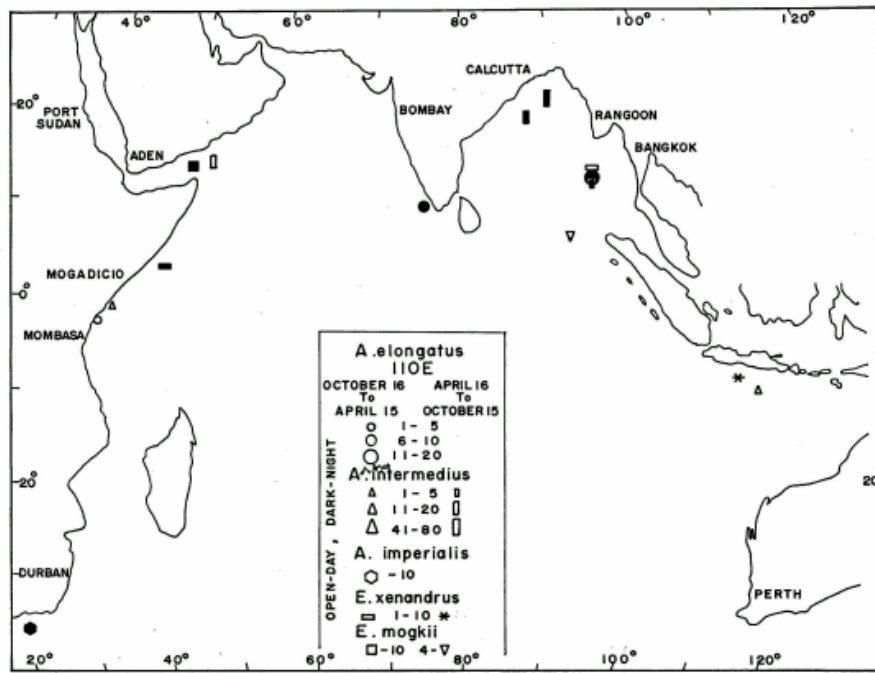 40° 60° 80° 100° 120°
CALCUTTA
20°
PORT
SUDAN
BOMBAY
RANGOON
ADEN
BANGKOK
MOGADICIO
0°
MOMBASA
A.elongatus
110E
OCTOBER 16 APRIL 16
To To
APRIL 15 OCTOBER 15
1- 5
6-10
11-20
A.intermedius
1-5
11-20
41-80
A. imperialis
-10
E.xenandrus
1-10
E.mogkii
-10 4-
OPEN-DAY, DARK-NIGHT
20° 20
DURBAN
PERTH
20° 40° 60° 80° 100° 120°